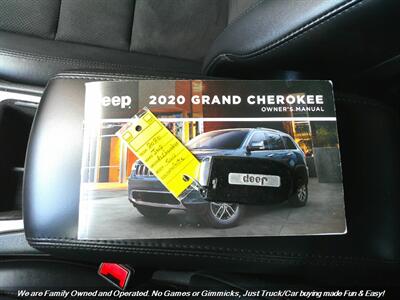 Jeep 2020 GRAND CHEROKEE
OWNER'S MANUAL
Jeep
We are Family Owned and Operated. No Games or Gimmicks, Just Truck/Car buying made Fun & Easy!